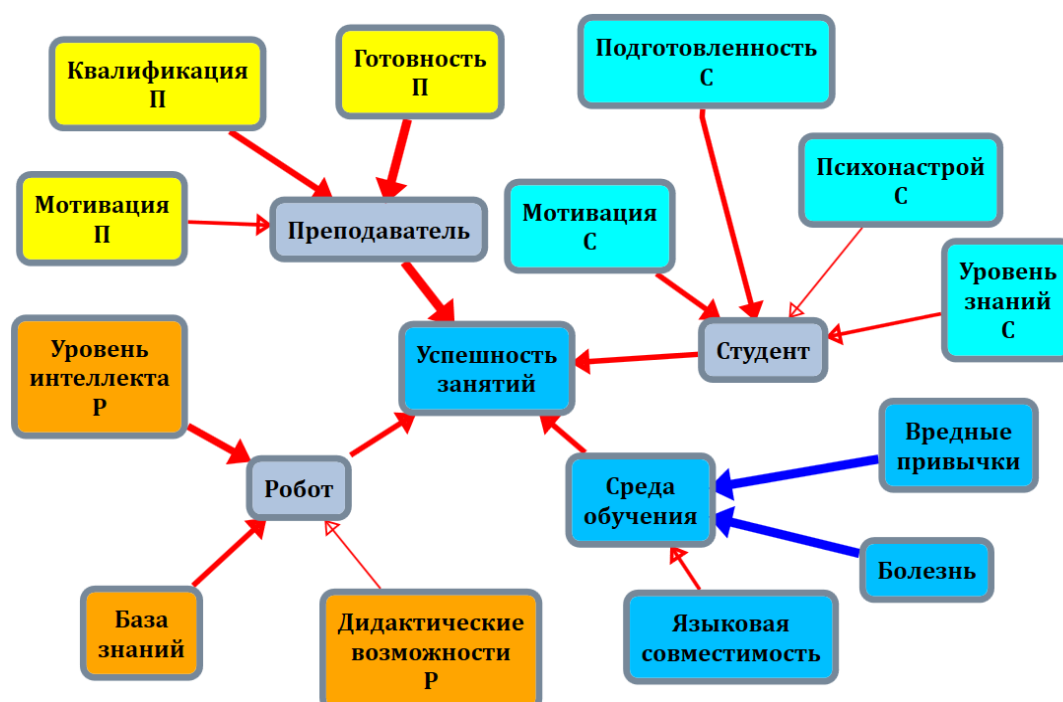 Квалификация
П
Готовность
П
Подготовленность
С
Мотивация
П
Преподаватель
Мотивация
С
Психонастрой
С
Уровень
знаний
С
Уровень
интеллекта
Р
Успешность
занятий
Студент
Робот
Среда
обучения
Вредные
привычки
Болезнь
База
знаний
Дидактические
возможности
Р
Языковая
совместимость